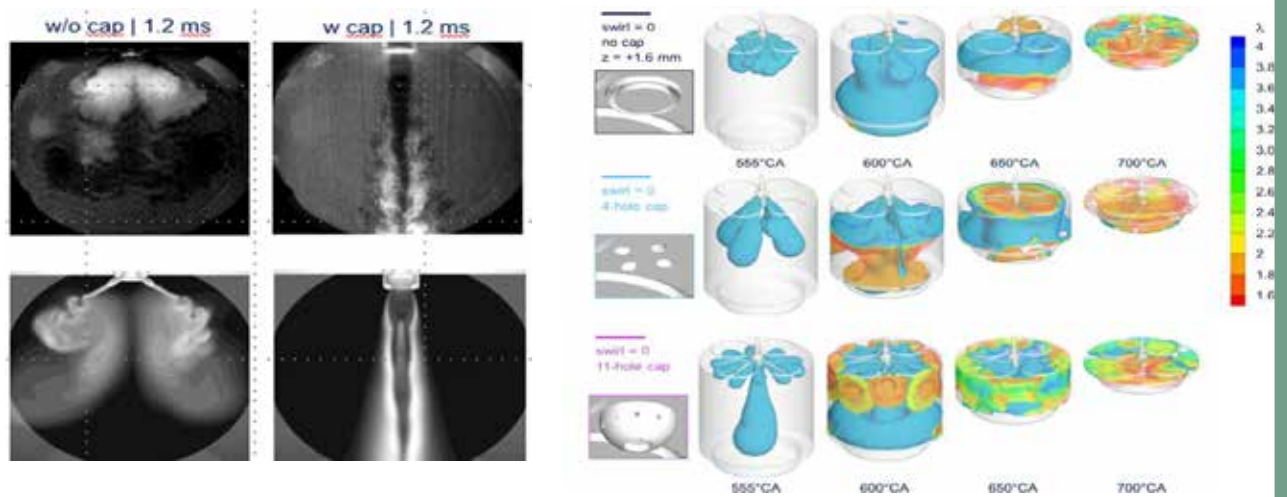 w/o cap | 1.2 ms
w cap | 1.2 ms
swirl = 0
no cap
z = +1.6 mm
555°CA
600°CA
650°CA
700°CA
swirl = 0
4-hole cap
swirl = 0
11-hole cap
555°CA
600°CA
650°CA
700°CA
λ
4
3.8
3.6
3.4
3.2
3.0
2.8
2.6
2.4
2.2
2
1.8
1.6